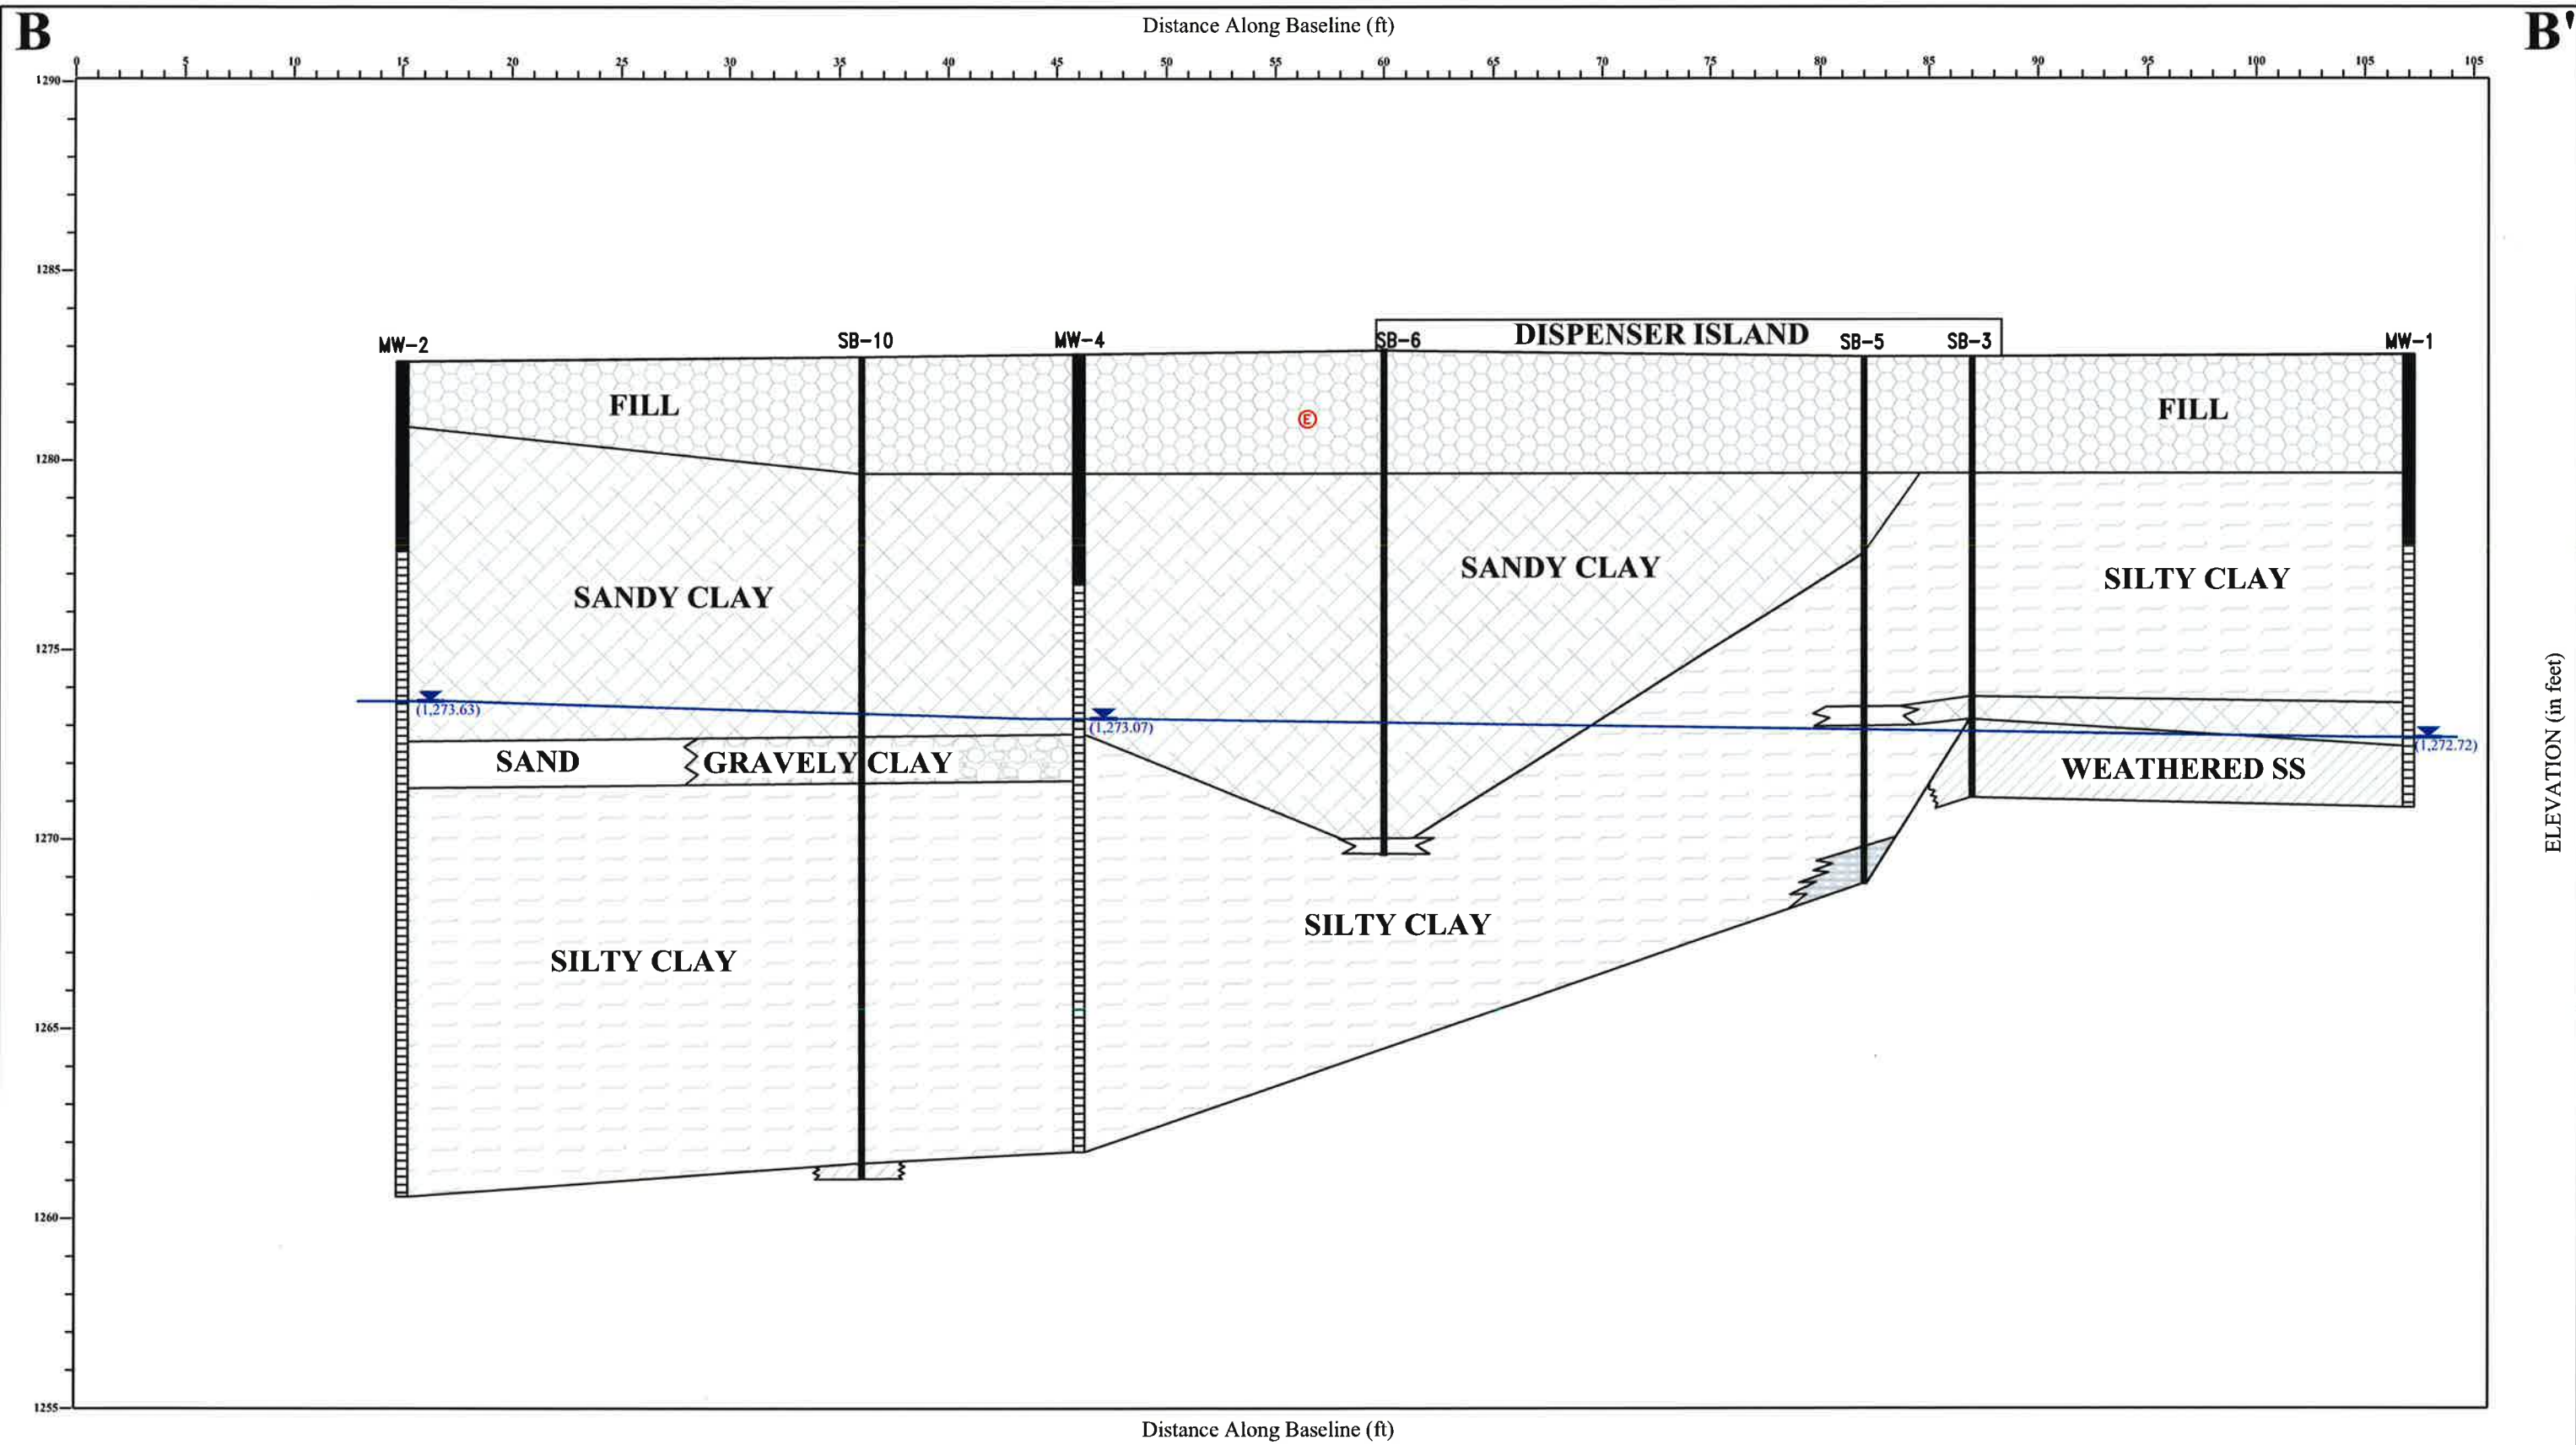 Distance Along Baseline (ft)
B B'
0 5 10 15 20 25 30 35 40 45 50 55 60 65 70 75 80 85 90 95 100 105 105
1290
1285
DISPENSER ISLAND
MW-2 SB-10 MW-4 SB-6 SB-5 SB-3 MW-1
FILL E FILL
1280
SANDY CLAY SANDY CLAY SILTY CLAY
1275
(1,273.63) (1,273.07) (1,272.72)
SAND GRAVELY CLAY WEATHERED SS
ELEVATION (in feet)
1270
SILTY CLAY SILTY CLAY
1265
1260
1255
Distance Along Baseline (ft)